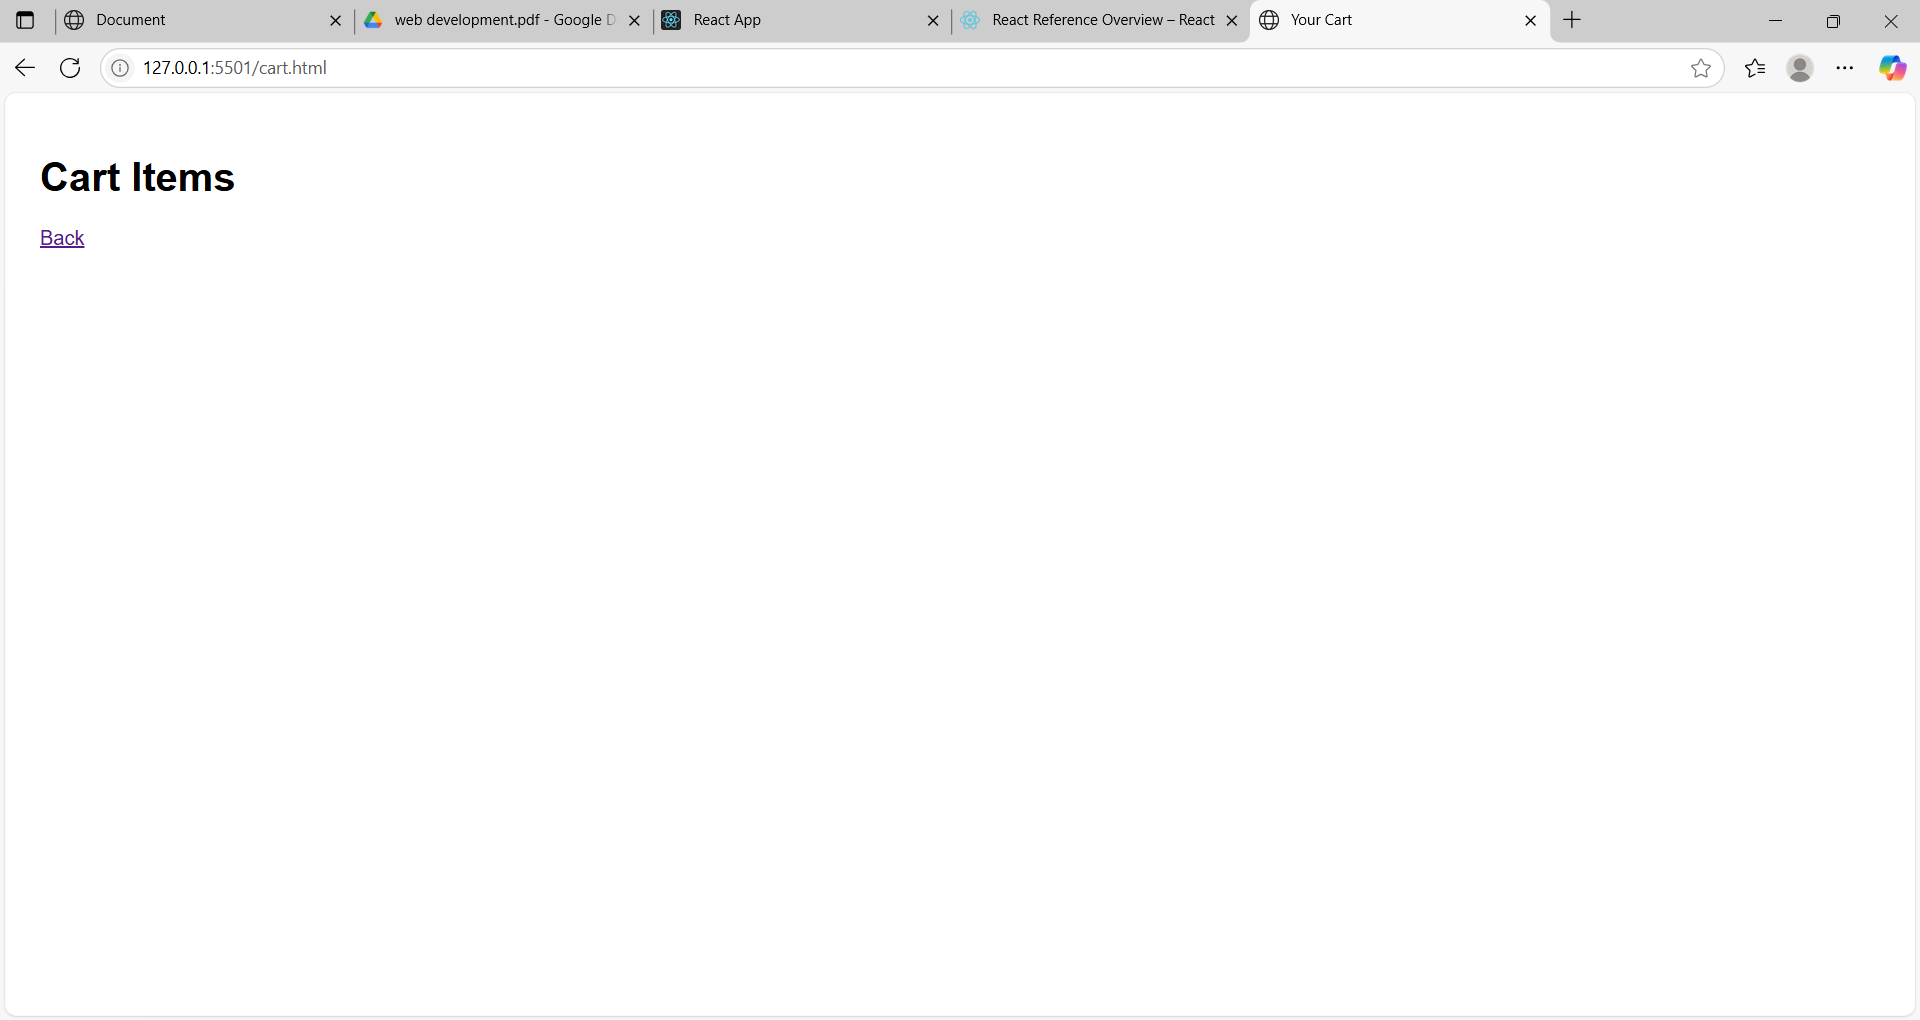 Document
web development.pdf - Google D
React App
React Reference Overview – React
Your Cart
127.0.0.1:5501/cart.html
Cart Items
Back